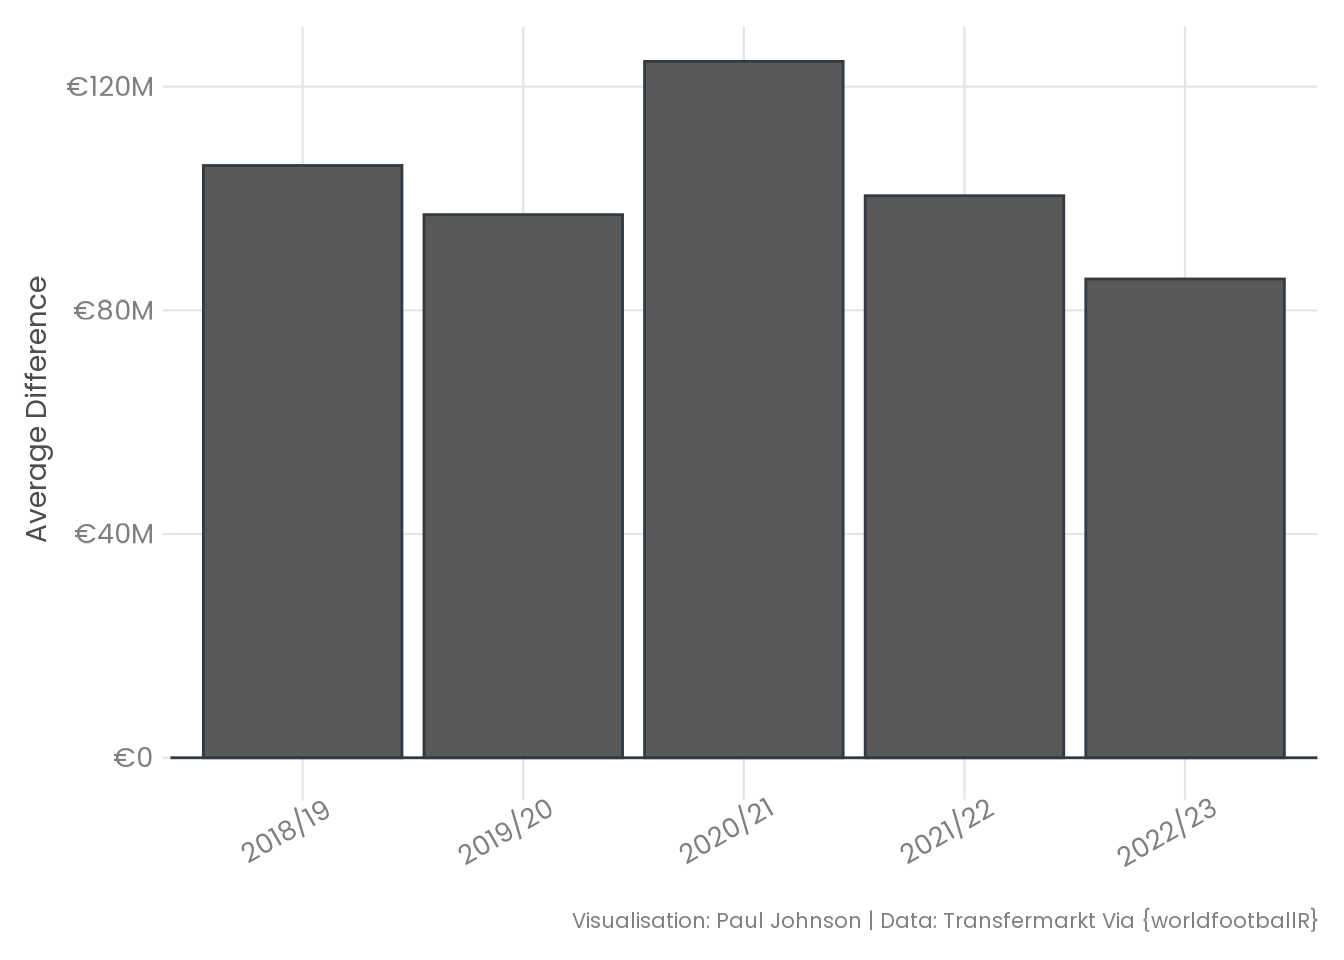 €120M
€80M
€40M
€0
Average Difference
2018/19
2019/20
2020/21
2021/22
2022/23
Visualisation: Paul Johnson | Data: Transfermarkt Via {worldfootballR}